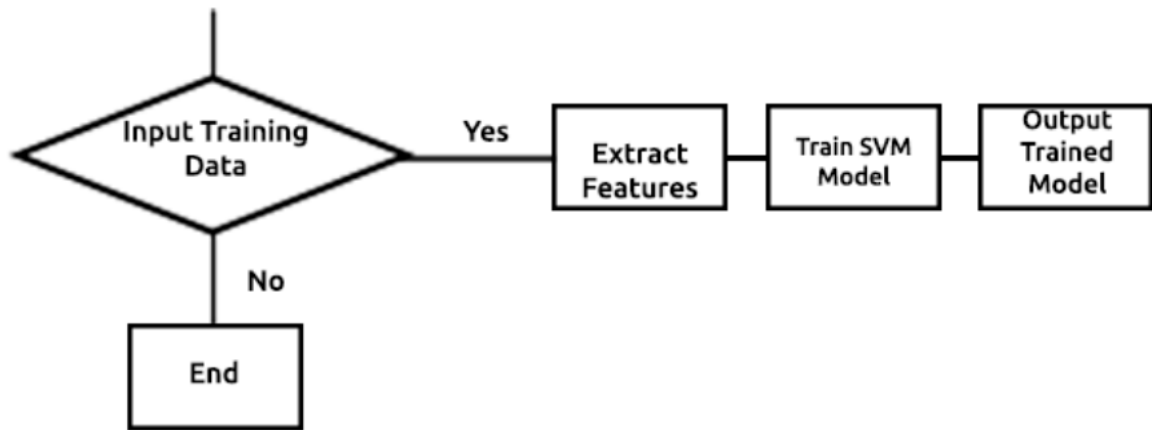 Input Training
Data
Yes
Extract
Features
Train SVM
Model
Output
Trained
Model
No
End